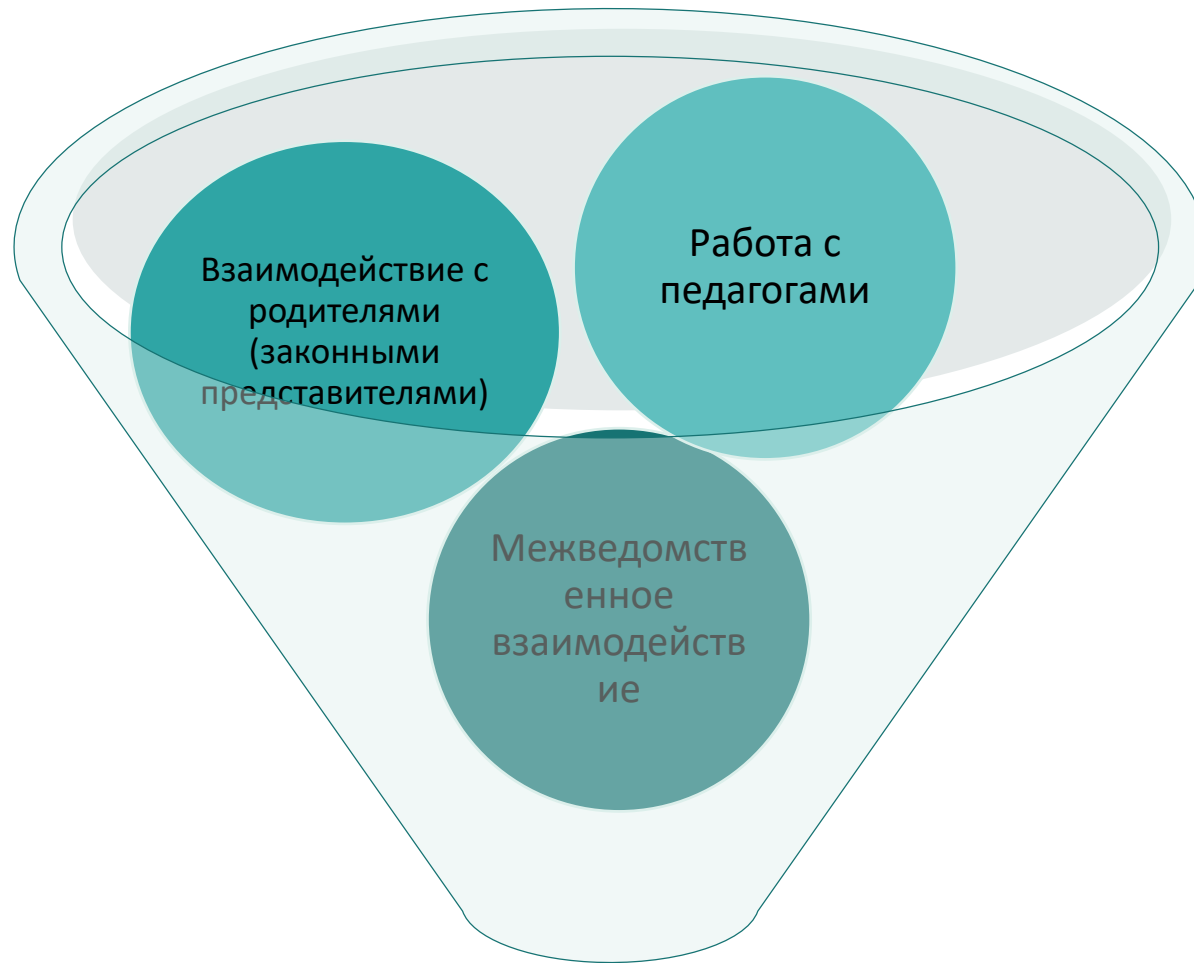 Взаимодействие с
родителями
(законными
представителями)
Работа с
педагогами
Межведомств
енное
взаимодейств
ие